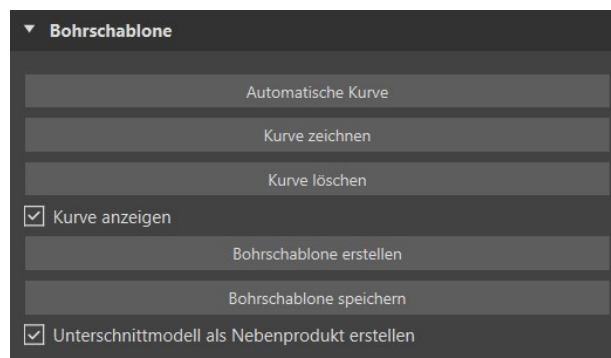 Bohrschablone
Automatische Kurve
Kurve zeichnen
Kurve löschen
Kurve anzeigen
Bohrschablone erstellen
Bohrschablone speichern
Unterschnittmodell als Nebenprodukt erstellen